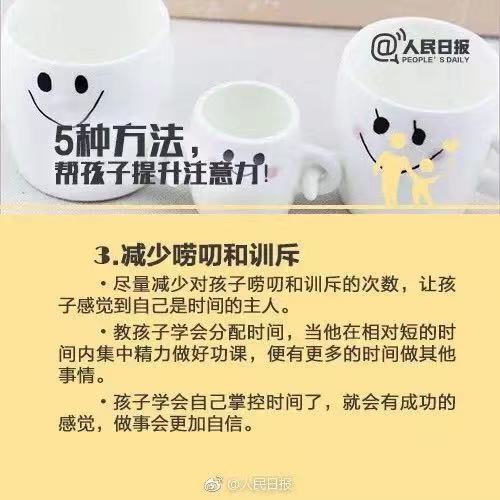 @人民日报
PEOPLE'S DAILY
5种方法，
帮孩子提升注意力！
3.减少唠叨和训斥
·尽量减少对孩子唠叨和训斥的次数，让孩
子感觉到自己是时间的主人。
·教孩子学会分配时间，当他在相对短的时
间内集中精力做好功课，便有更多的时间做其他
事情。
·孩子学会自己掌控时间了，就会有成功的
感觉，做事会更加自信。
@人民日报